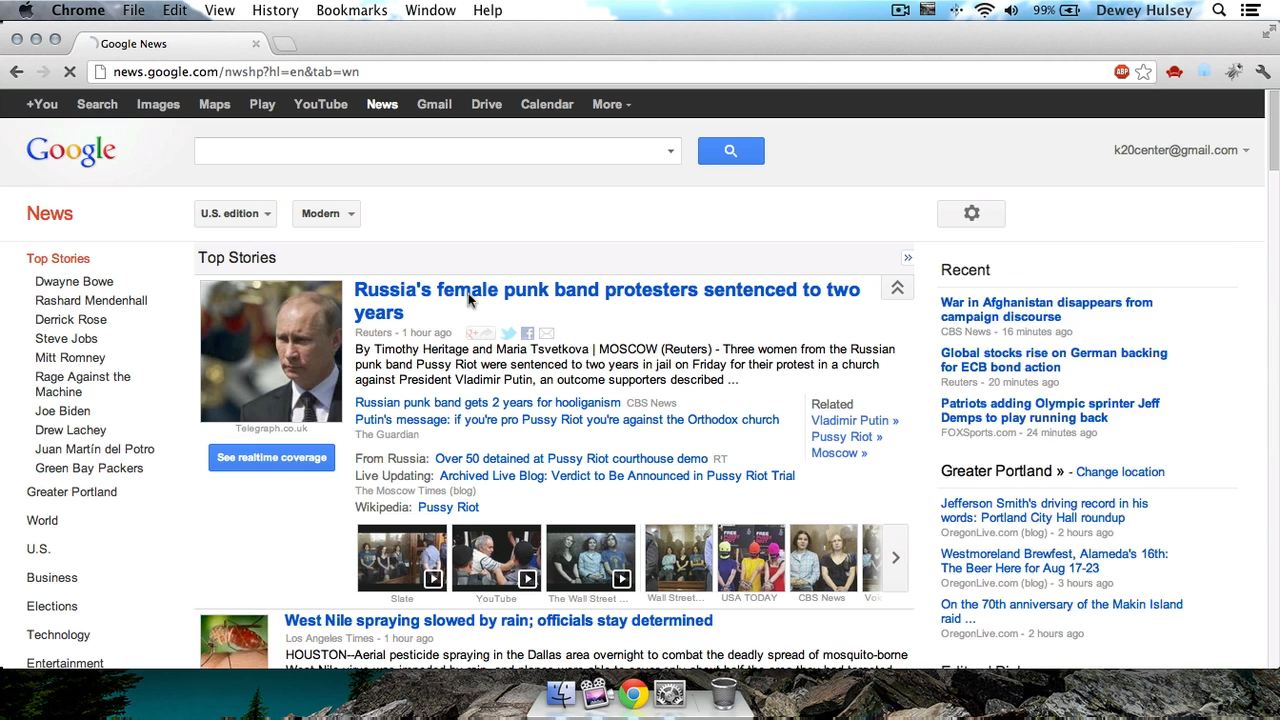 Chrome File Edit View History Bookmarks Window Help 99% Dewey Hulsey
Google News
news.google.com/nwshp?hl=en&tab=wn ABP
+You Search Images Maps Play YouTube News Gmail Drive Calendar More
Google
k20center@gmail.com
News U.S. edition Modern
Top Stories
Dwayne Bowe
Rashard Mendenhall
Derrick Rose
Steve Jobs
Mitt Romney
Rage Against the
Machine
Joe Biden
Drew Lachey
Juan Martín del Potro
Green Bay Packers
Greater Portland
World
U.S.
Business
Elections
Technology
Entertainment
Top Stories »
Russia's female punk band protesters sentenced to two
years
Reuters - 1 hour ago
By Timothy Heritage and Maria Tsvetkova | MOSCOW (Reuters) - Three women from the Russian
punk band Pussy Riot were sentenced to two years in jail on Friday for their protest in a church
against President Vladimir Putin, an outcome supporters described ...
Telegraph.co.uk
See realtime coverage
Russian punk band gets 2 years for hooliganism CBS News
Putin's message: if you're pro Pussy Riot you're against the Orthodox church
The Guardian
From Russia: Over 50 detained at Pussy Riot courthouse demo RT
Live Updating: Archived Live Blog: Verdict to Be Announced in Pussy Riot Trial
The Moscow Times (blog)
Wikipedia: Pussy Riot
Related
Vladimir Putin »
Pussy Riot »
Moscow »
Slate YouTube The Wall Street ... Wall Street... USA TODAY CBS News
West Nile spraying slowed by rain; officials stay determined
Los Angeles Times - 1 hour ago
HOUSTON--Aerial pesticide spraying in the Dallas area overnight to combat the deadly spread of mosquito-borne
Recent
War in Afghanistan disappears from
campaign discourse
CBS News - 16 minutes ago
Global stocks rise on German backing
for ECB bond action
Reuters - 20 minutes ago
Patriots adding Olympic sprinter Jeff
Demps to play running back
FOXSports.com - 24 minutes ago
Greater Portland » - Change location
Jefferson Smith's driving record in his
words: Portland City Hall roundup
OregonLive.com (blog) - 2 hours ago
Westmoreland Brewfest, Alameda's 16th:
The Beer Here for Aug 17-23
OregonLive.com (blog) - 3 hours ago
On the 70th anniversary of the Makin Island
raid ...
OregonLive.com - 2 hours ago